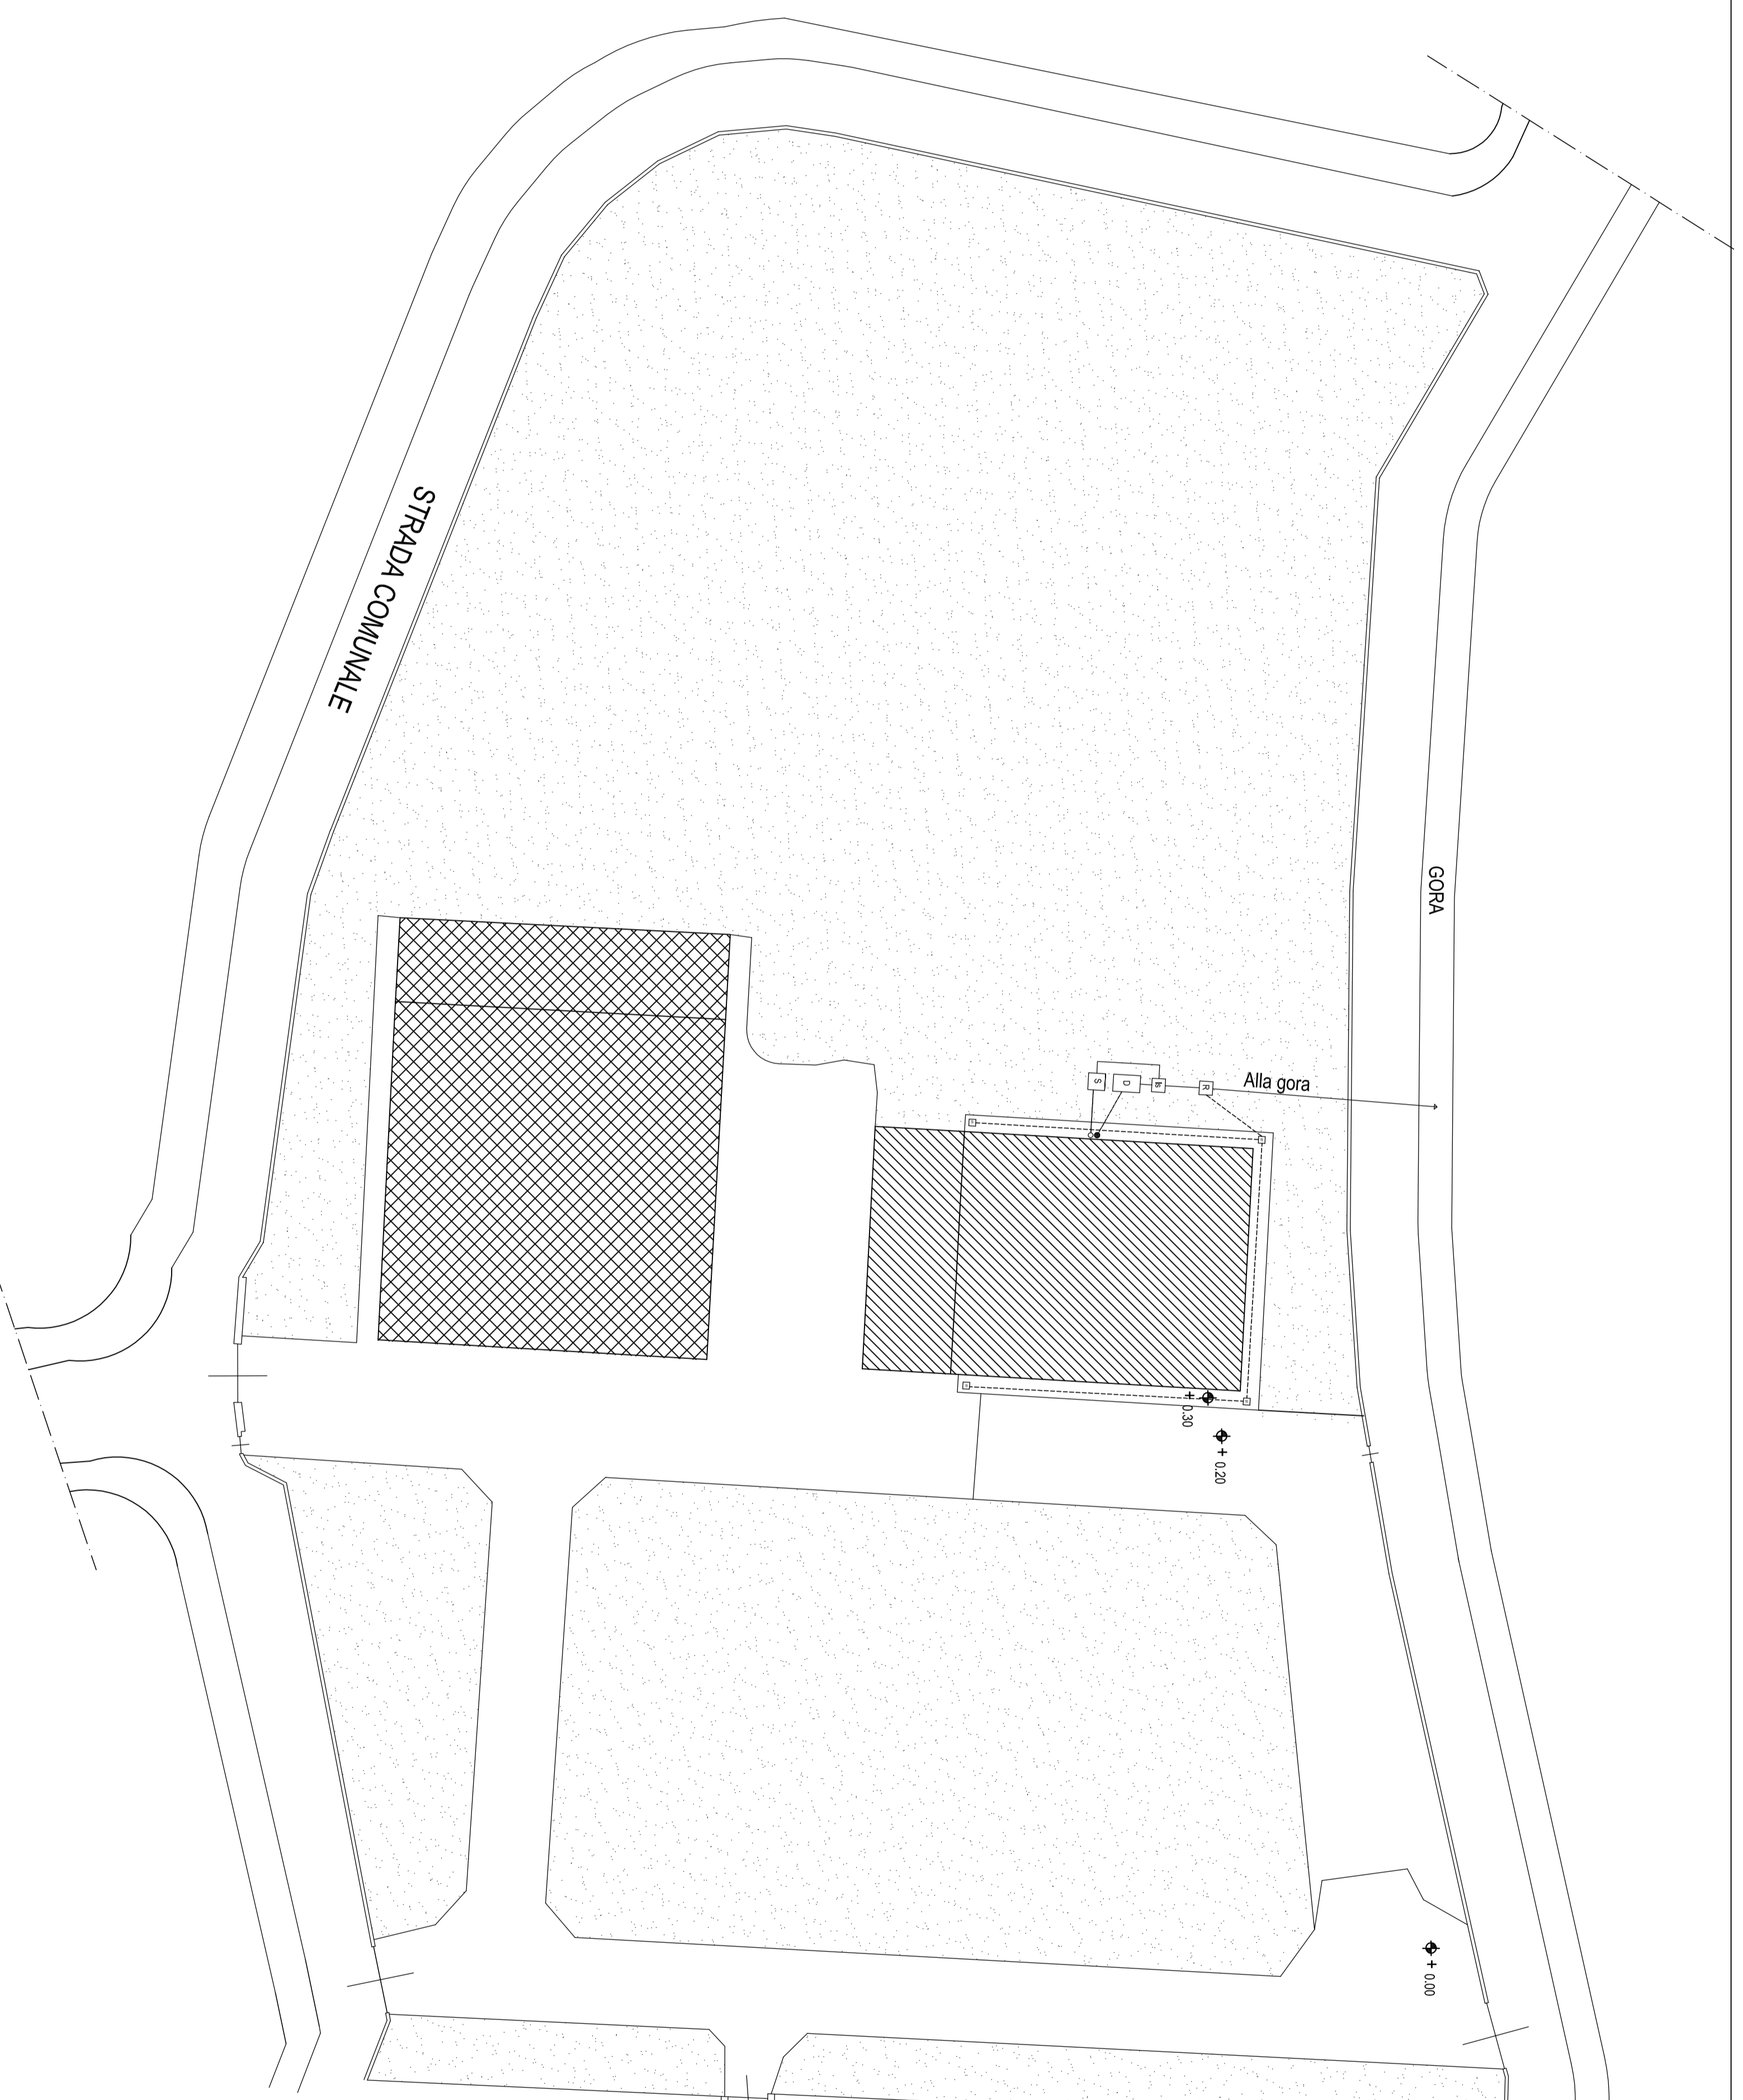 STRADA COMUNALE
GORA
Alla gora
S
D
R
+ 0.30
+ 0.20
+ 0.00